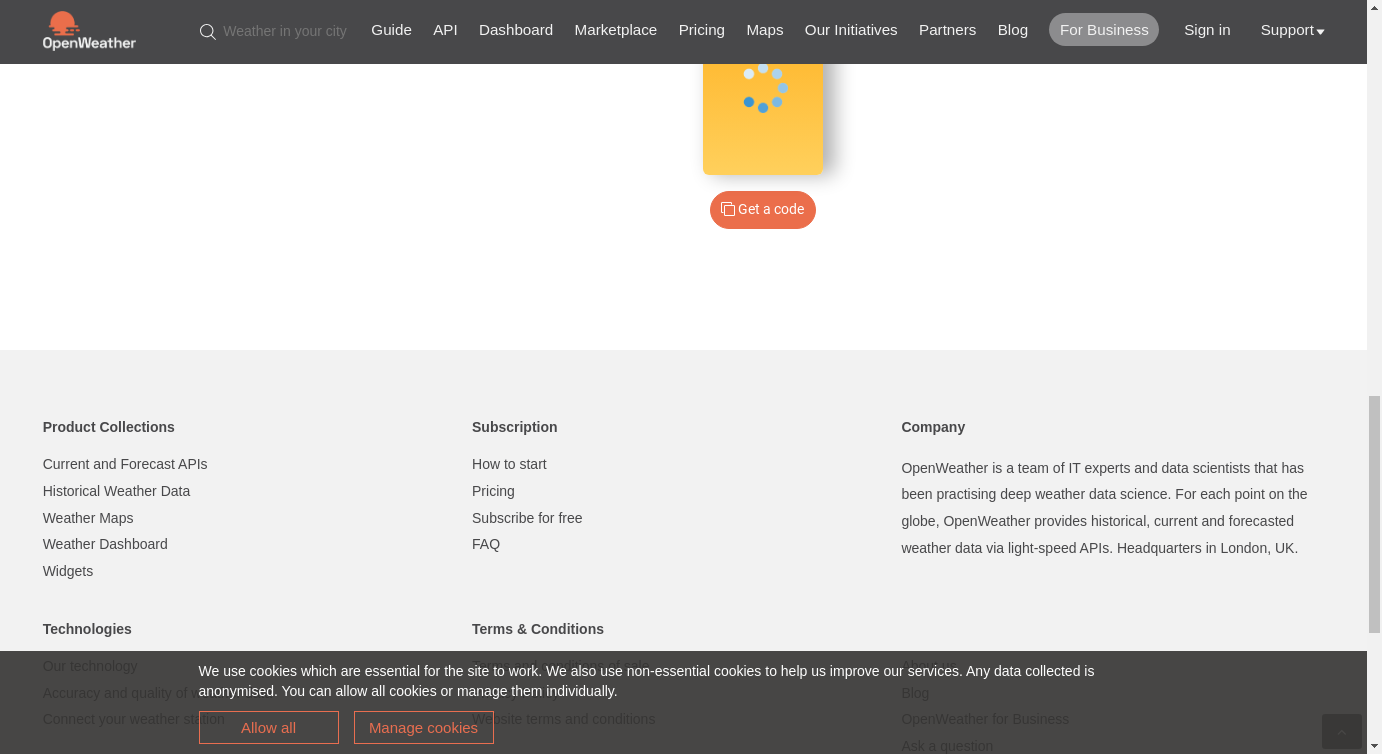 OpenWeather
Weather in your city
Guide
API
Dashboard
Marketplace
Pricing
Maps
Our Initiatives
Partners
Blog
For Business
Sign in
Support
Get a code
Product Collections
Current and Forecast APIs
Historical Weather Data
Weather Maps
Weather Dashboard
Widgets
Subscription
How to start
Pricing
Subscribe for free
FAQ
Company
OpenWeather is a team of IT experts and data scientists that has
been practising deep weather data science. For each point on the
globe, OpenWeather provides historical, current and forecasted
weather data via light-speed APIs. Headquarters in London, UK.
Technologies
Our technology
Accuracy and quality of
Connect your weather station
Terms & Conditions
Website terms and conditions
Blog
OpenWeather for Business
Ask a question
We use cookies which are essential for the site to work. We also use non-essential cookies to help us improve our services. Any data collected is
anonymised. You can allow all cookies or manage them individually.
Allow all
Manage cookies